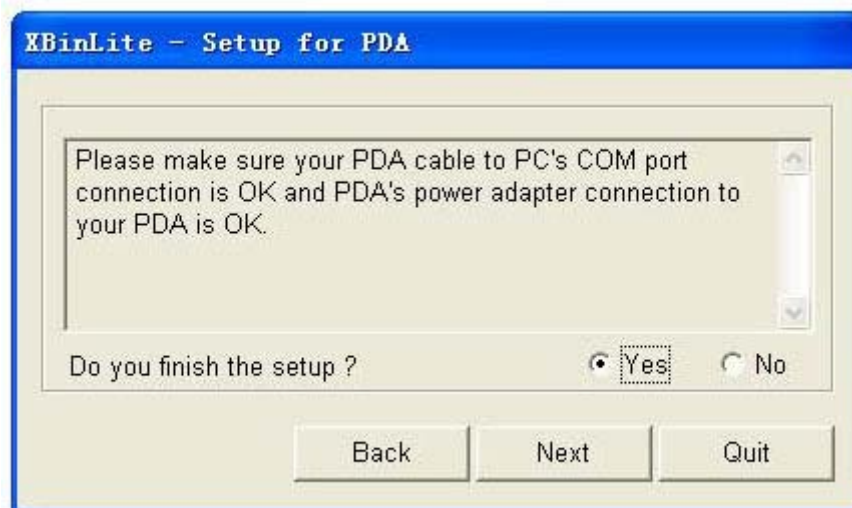 XBinLite - Setup for PDA
Please make sure your PDA cable to PC's COM port
connection is OK and PDA's power adapter connection to
your PDA is OK.
Do you finish the setup ? Yes No
Back Next Quit